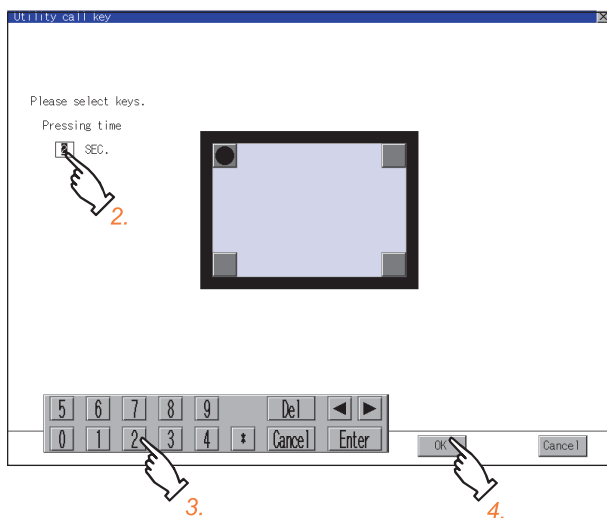 Utility call key
Please select keys.
Pressing time
SEC.
2.
5 6 7 8 9 Del
0 1 2 3 4 * Cancel Enter
OK Cancel
3. 4.